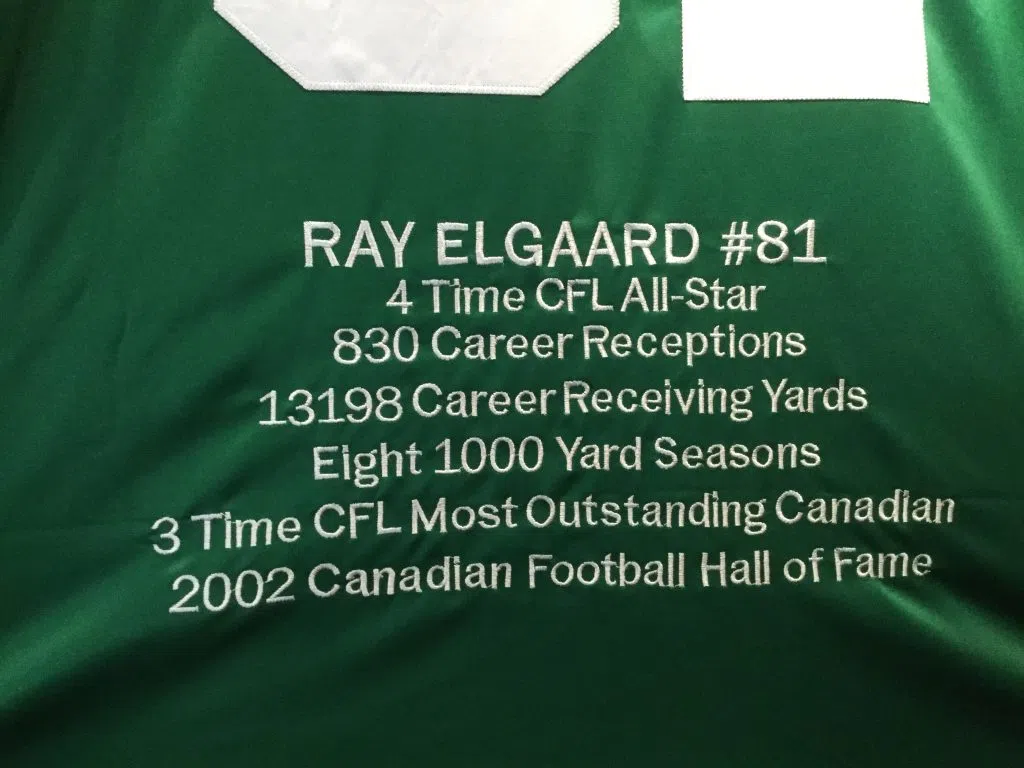 RAY ELGAARD #81
4 Time CFL All-Star
830 Career Receptions
13198 Career Receiving Yards
Eight 1000 Yard Seasons
3 Time CFL Most Outstanding Canadian
2002 Canadian Football Hall of Fame